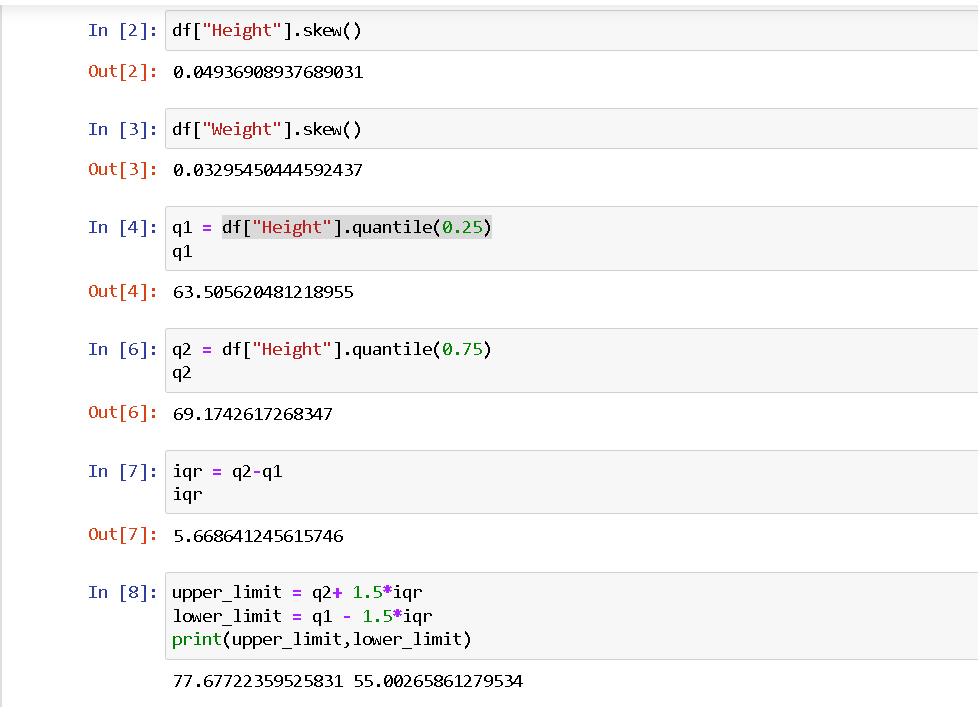 In [2]: df["Height"].skew()
Out[2]: 0.04936908937689031
In [3]: df["Weight"].skew()
Out[3]: 0.03295450444592437
In [4]: q1 = df["Height"].quantile(0.25)
q1
Out[4]: 63.505620481218955
In [6]: q2 = df["Height"].quantile(0.75)
q2
Out[6]: 69.1742617268347
In [7]: iqr = q2-q1
iqr
Out[7]: 5.668641245615746
In [8]: upper_limit = q2+ 1.5*iqr
lower_limit = q1 - 1.5*iqr
print(upper_limit,lower_limit)
77.67722359525831 55.00265861279534